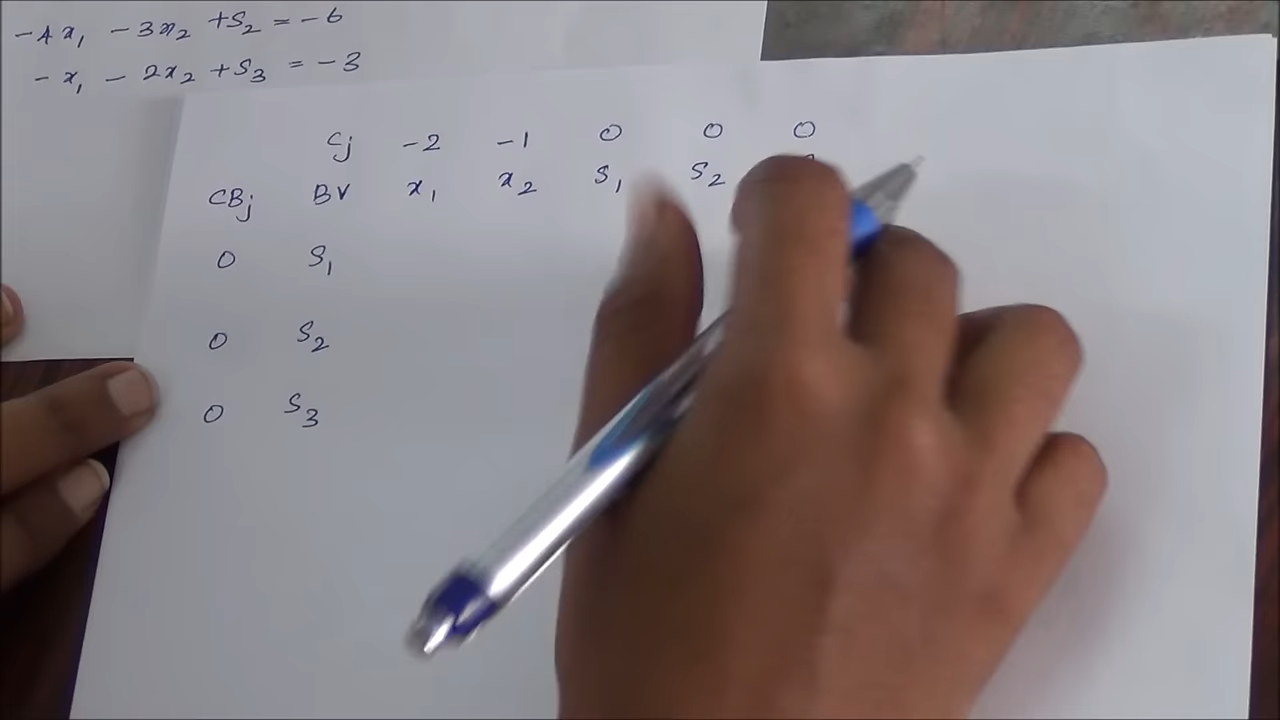 -4x₁ -3x₂ +S₂ = -6
-x₁ - 2x₂ +S₃ = -3
Cj -2 -1 0 0 0
CBj BV x₁ x₂ S₁ S₂
0 S₁
0 S₂
0 S₃